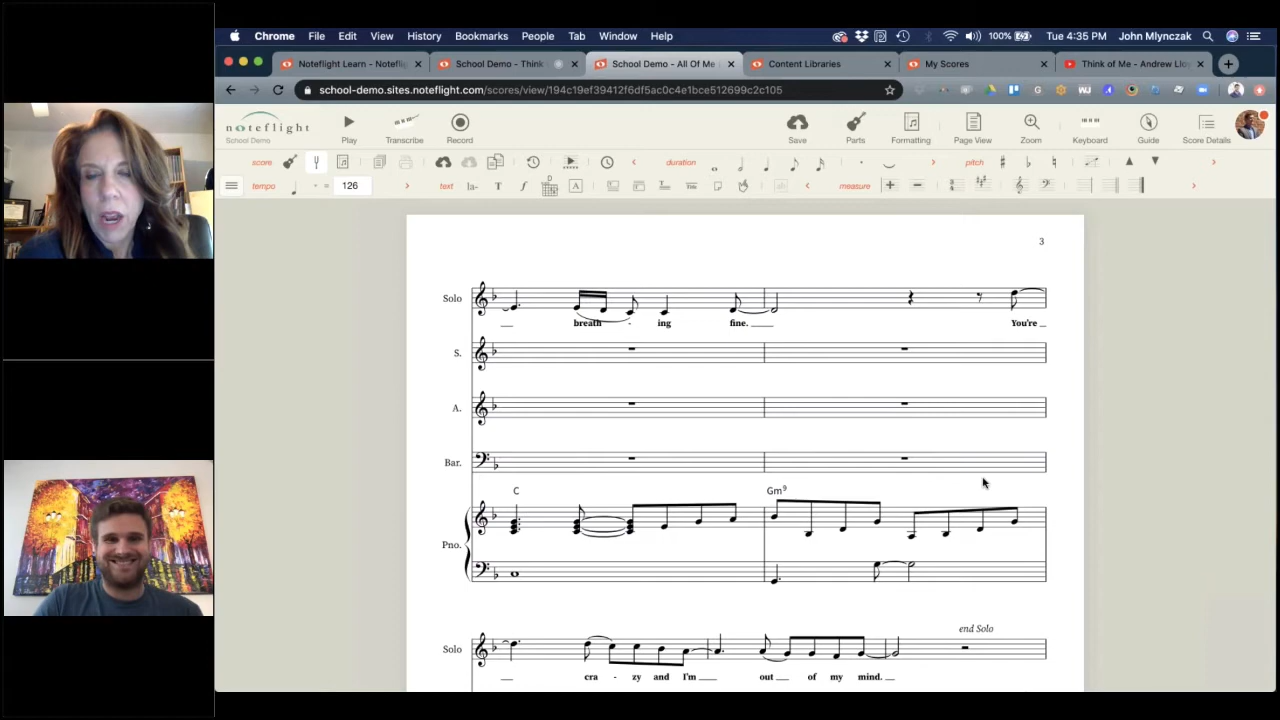 Chrome File Edit View History Bookmarks People Tab Window Help 100% Tue 4:35 PM John Mlynczak
Noteflight Learn - Noteflig School Demo - Think School Demo - All Of Me Content Libraries My Scores Think of Me - Andrew Llo
school-demo.sites.noteflight.com/scores/view/194c19ef39412f6df5ac0c4e1bce512699c2c105
noteflight
School Demo
Play Transcribe Record Save Parts Formatting Page View Zoom Keyboard Guide Score Details
score duration pitch
tempo = 126 text la- T f A Title measure
3
Solo
breath - ing fine. You're
S.
A.
Bar.
C Gm9
Pno.
end Solo
Solo
cra - zy and I'm out of my mind.